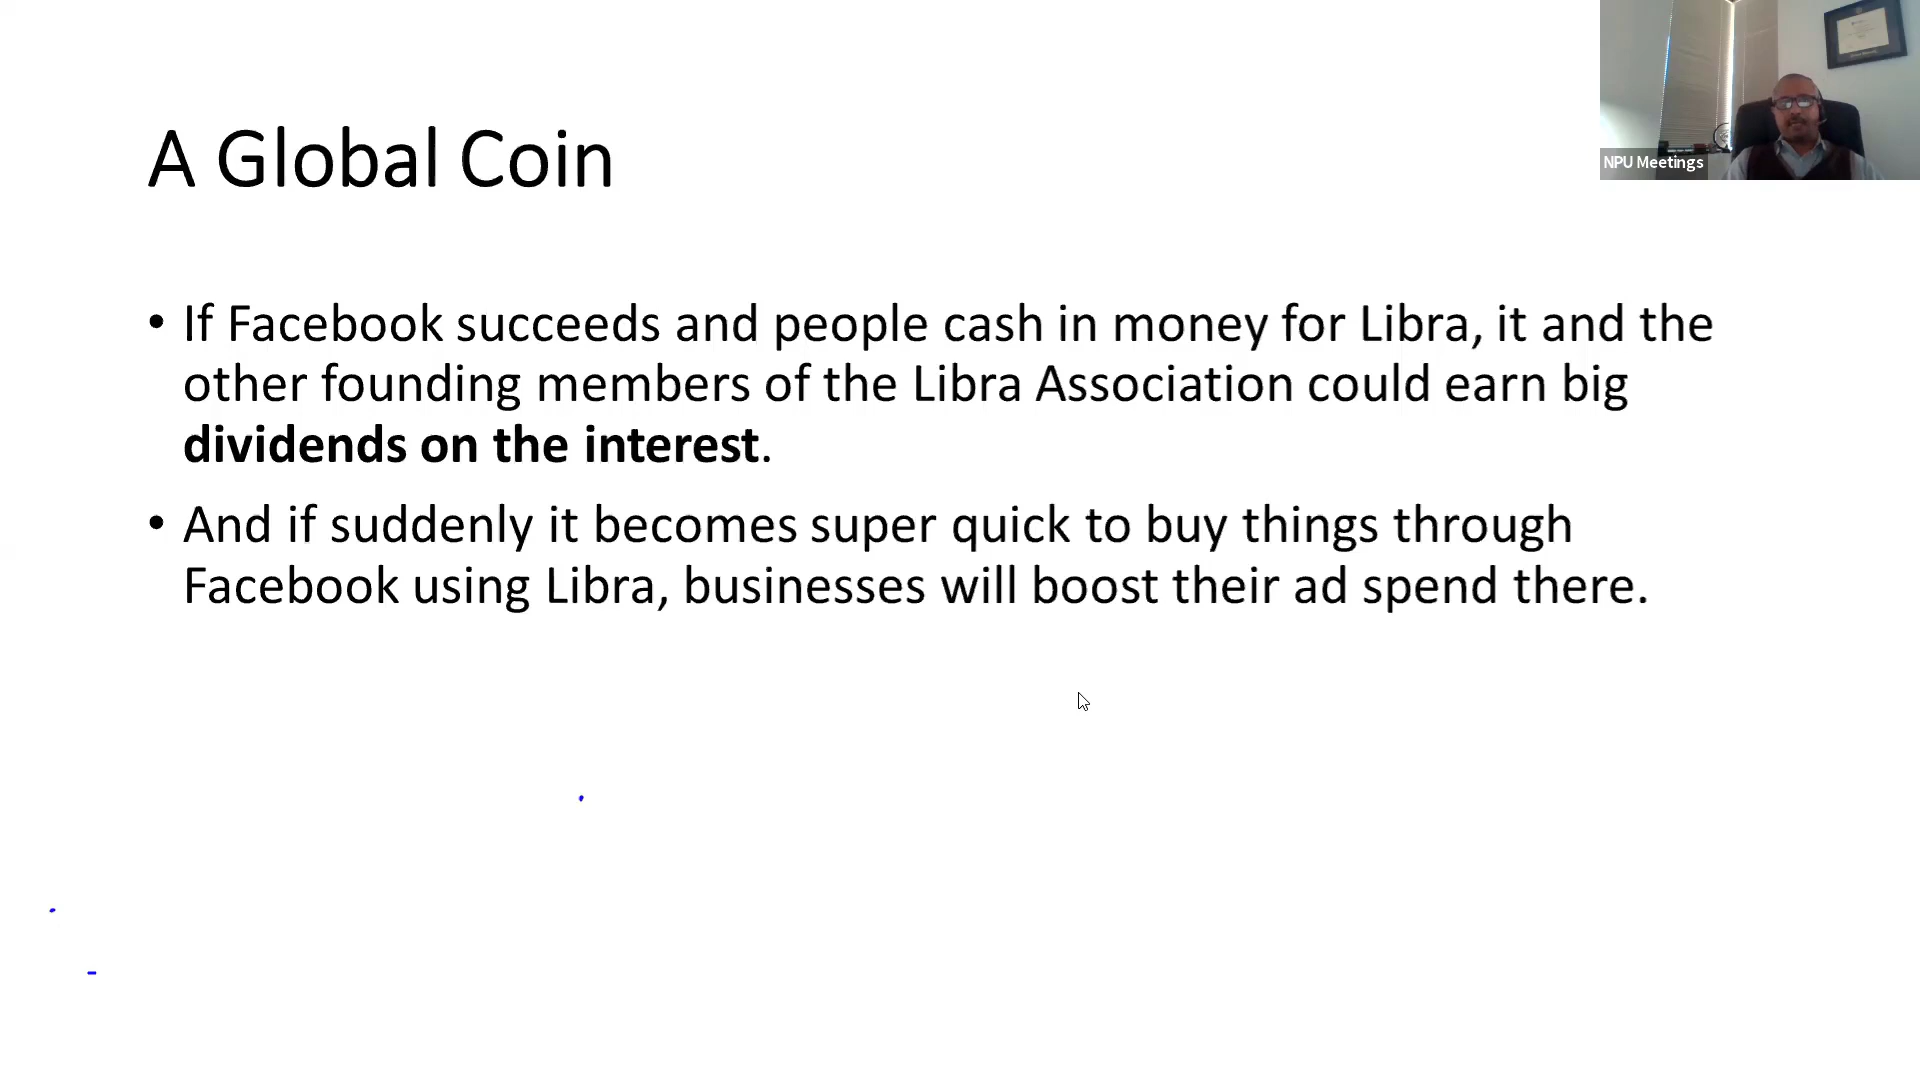 NPU Meetings
A Global Coin
• If Facebook succeeds and people cash in money for Libra, it and the
other founding members of the Libra Association could earn big
dividends on the interest.
• And if suddenly it becomes super quick to buy things through
Facebook using Libra, businesses will boost their ad spend there.